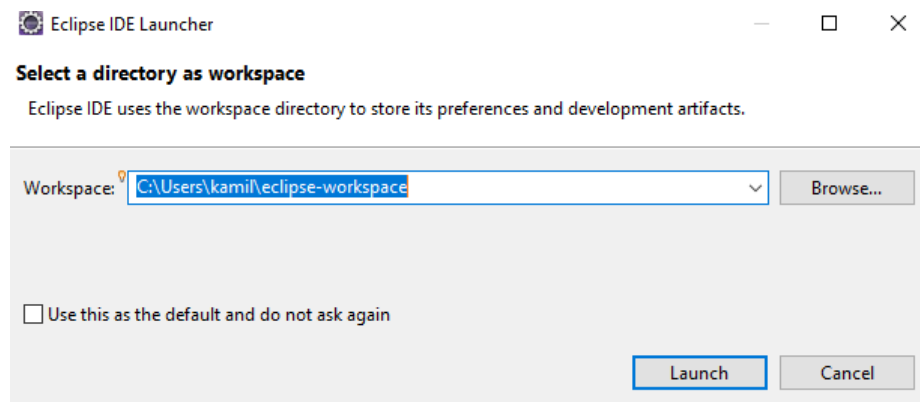 Eclipse IDE Launcher
Select a directory as workspace
Eclipse IDE uses the workspace directory to store its preferences and development artifacts.
Workspace: C:\Users\kamil\eclipse-workspace Browse...
Use this as the default and do not ask again
Launch Cancel